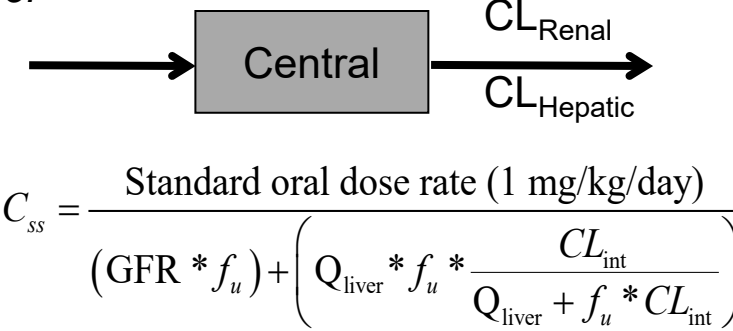 CL_Renal
Central
CL_Hepatic
C_ss = Standard oral dose rate (1 mg/kg/day) / (GFR * f_u) + (Q_liver * f_u * CL_int / Q_liver + f_u * CL_int)